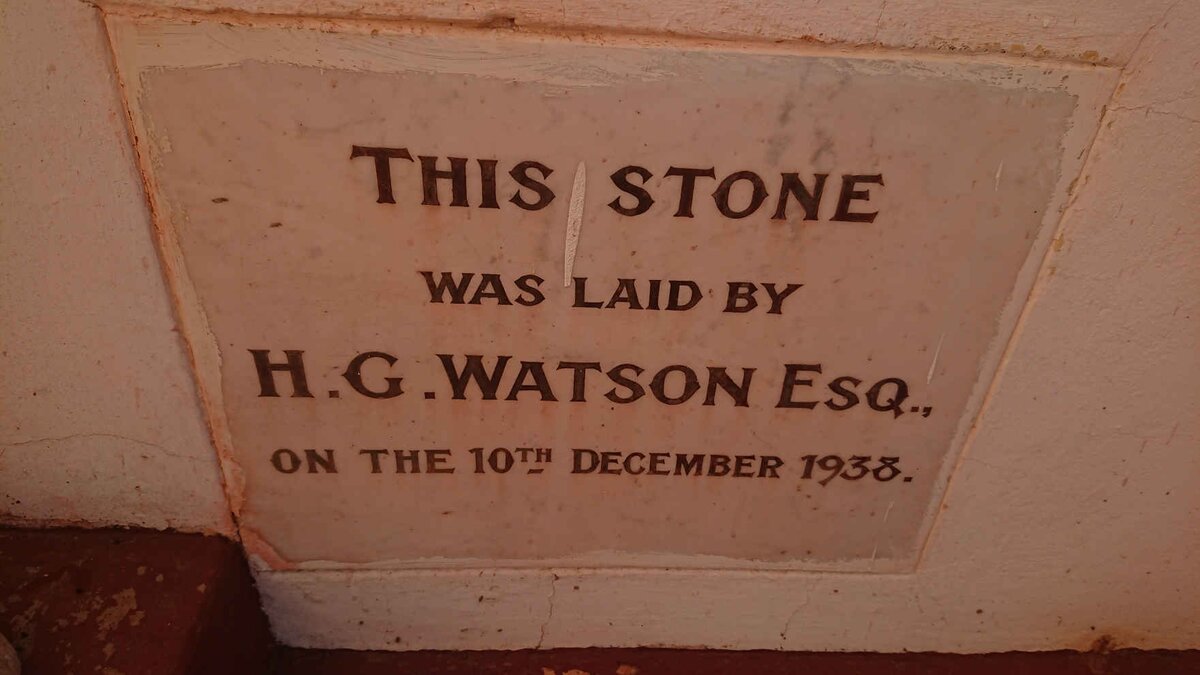 THIS STONE
WAS LAID BY
H.G.WATSON ESQ.,
ON THE 10TH DECEMBER 1938.